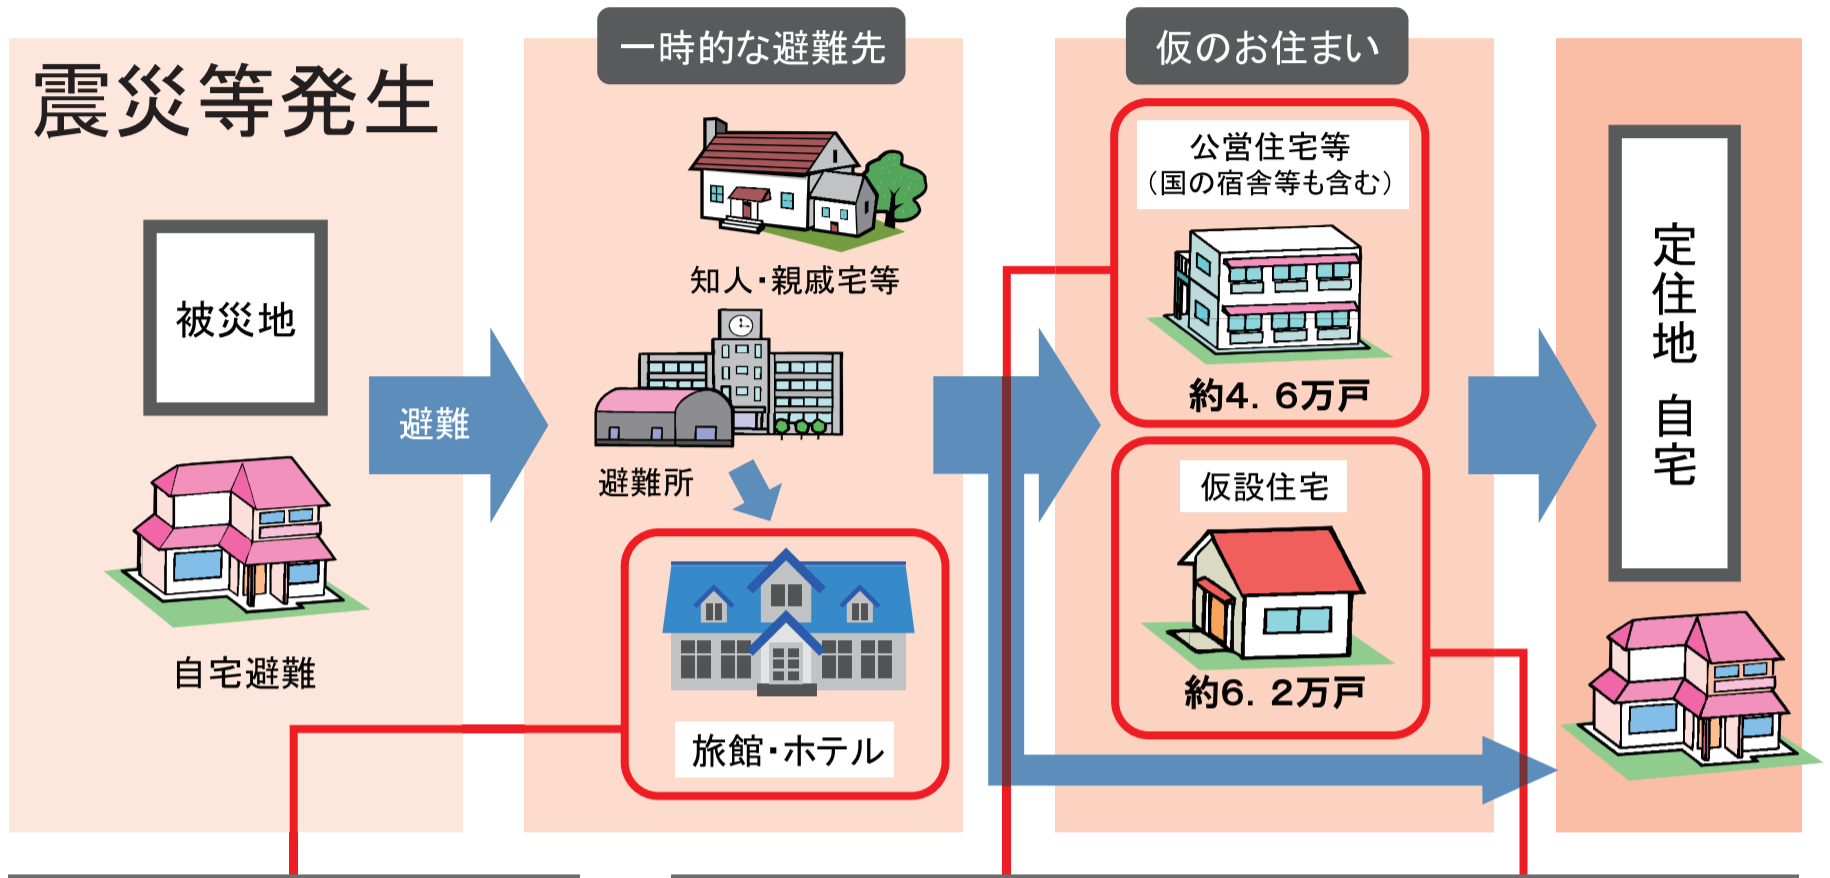 震災等発生
被災地
自宅避難
避難
一時的な避難先
知人・親戚宅等
避難所
旅館・ホテル
仮のお住まい
公営住宅等
（国の宿舎等も含む）
約4．6万戸
仮設住宅
約6．2万戸
定住地 自宅